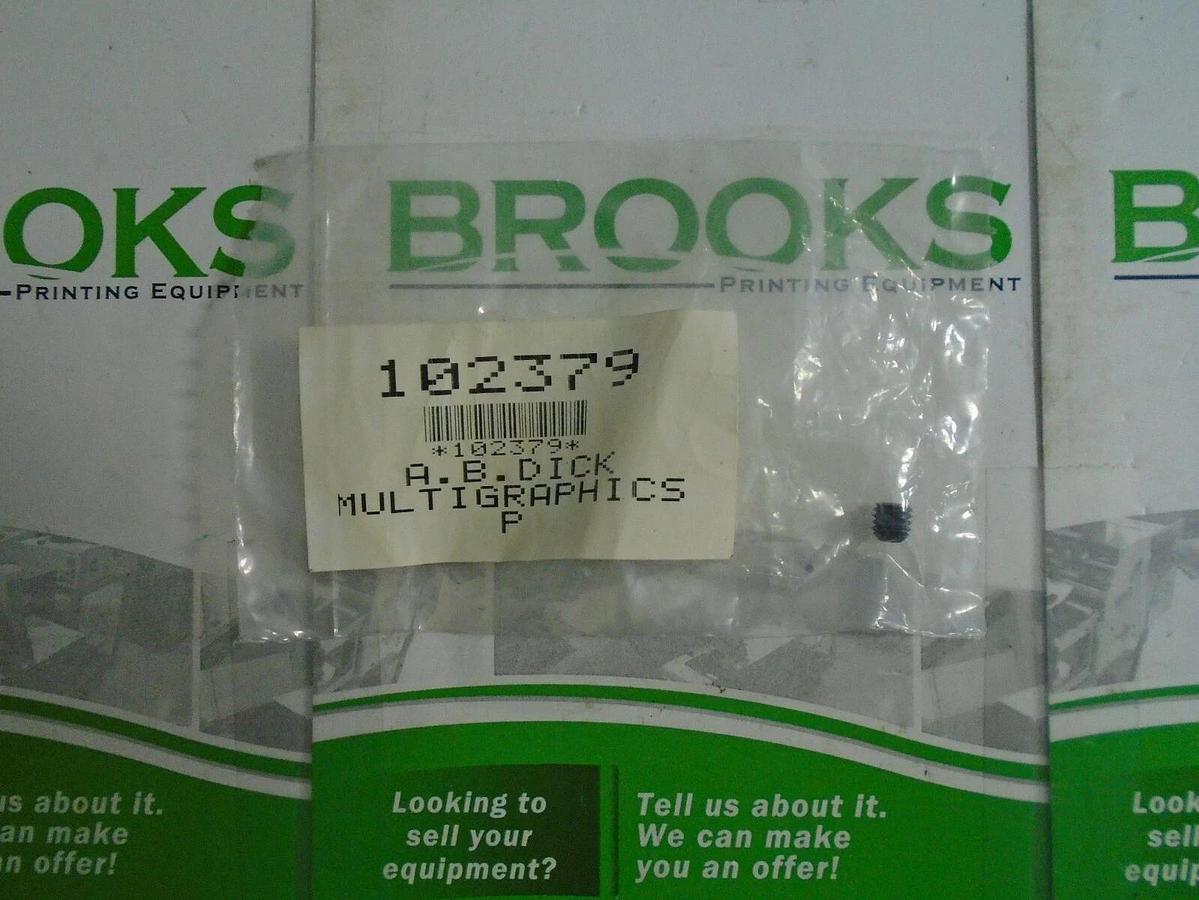 OKS
PRINTING EQUIPMENT
BROOKS
PRINTING EQUIPMENT
B
102379
*102379*
A.B.DICK
MULTIGRAPHICS
P
us about it.
an make
an offer!
Looking to
sell your
equipment?
Tell us about it.
We can make
you an offer!
Look
sell
equip